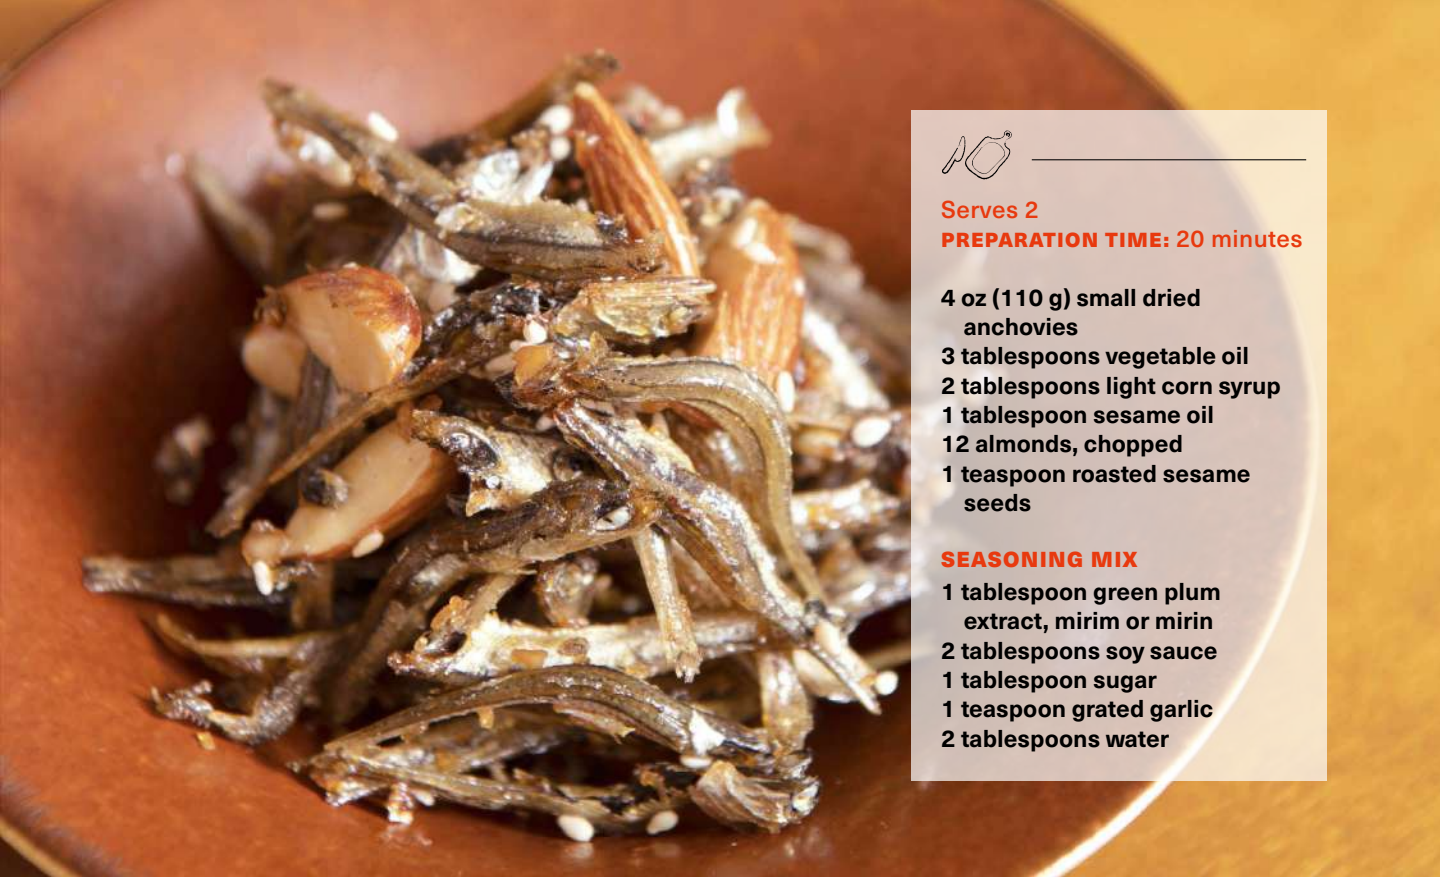 Serves 2
PREPARATION TIME: 20 minutes
4 oz (110 g) small dried
anchovies
3 tablespoons vegetable oil
2 tablespoons light corn syrup
1 tablespoon sesame oil
12 almonds, chopped
1 teaspoon roasted sesame
seeds
SEASONING MIX
1 tablespoon green plum
extract, mirim or mirin
2 tablespoons soy sauce
1 tablespoon sugar
1 teaspoon grated garlic
2 tablespoons water